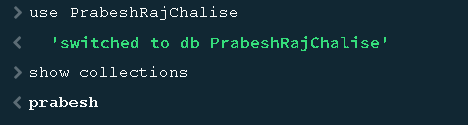 use PrabeshRajChalise
'switched to db PrabeshRajChalise'
show collections
prabesh